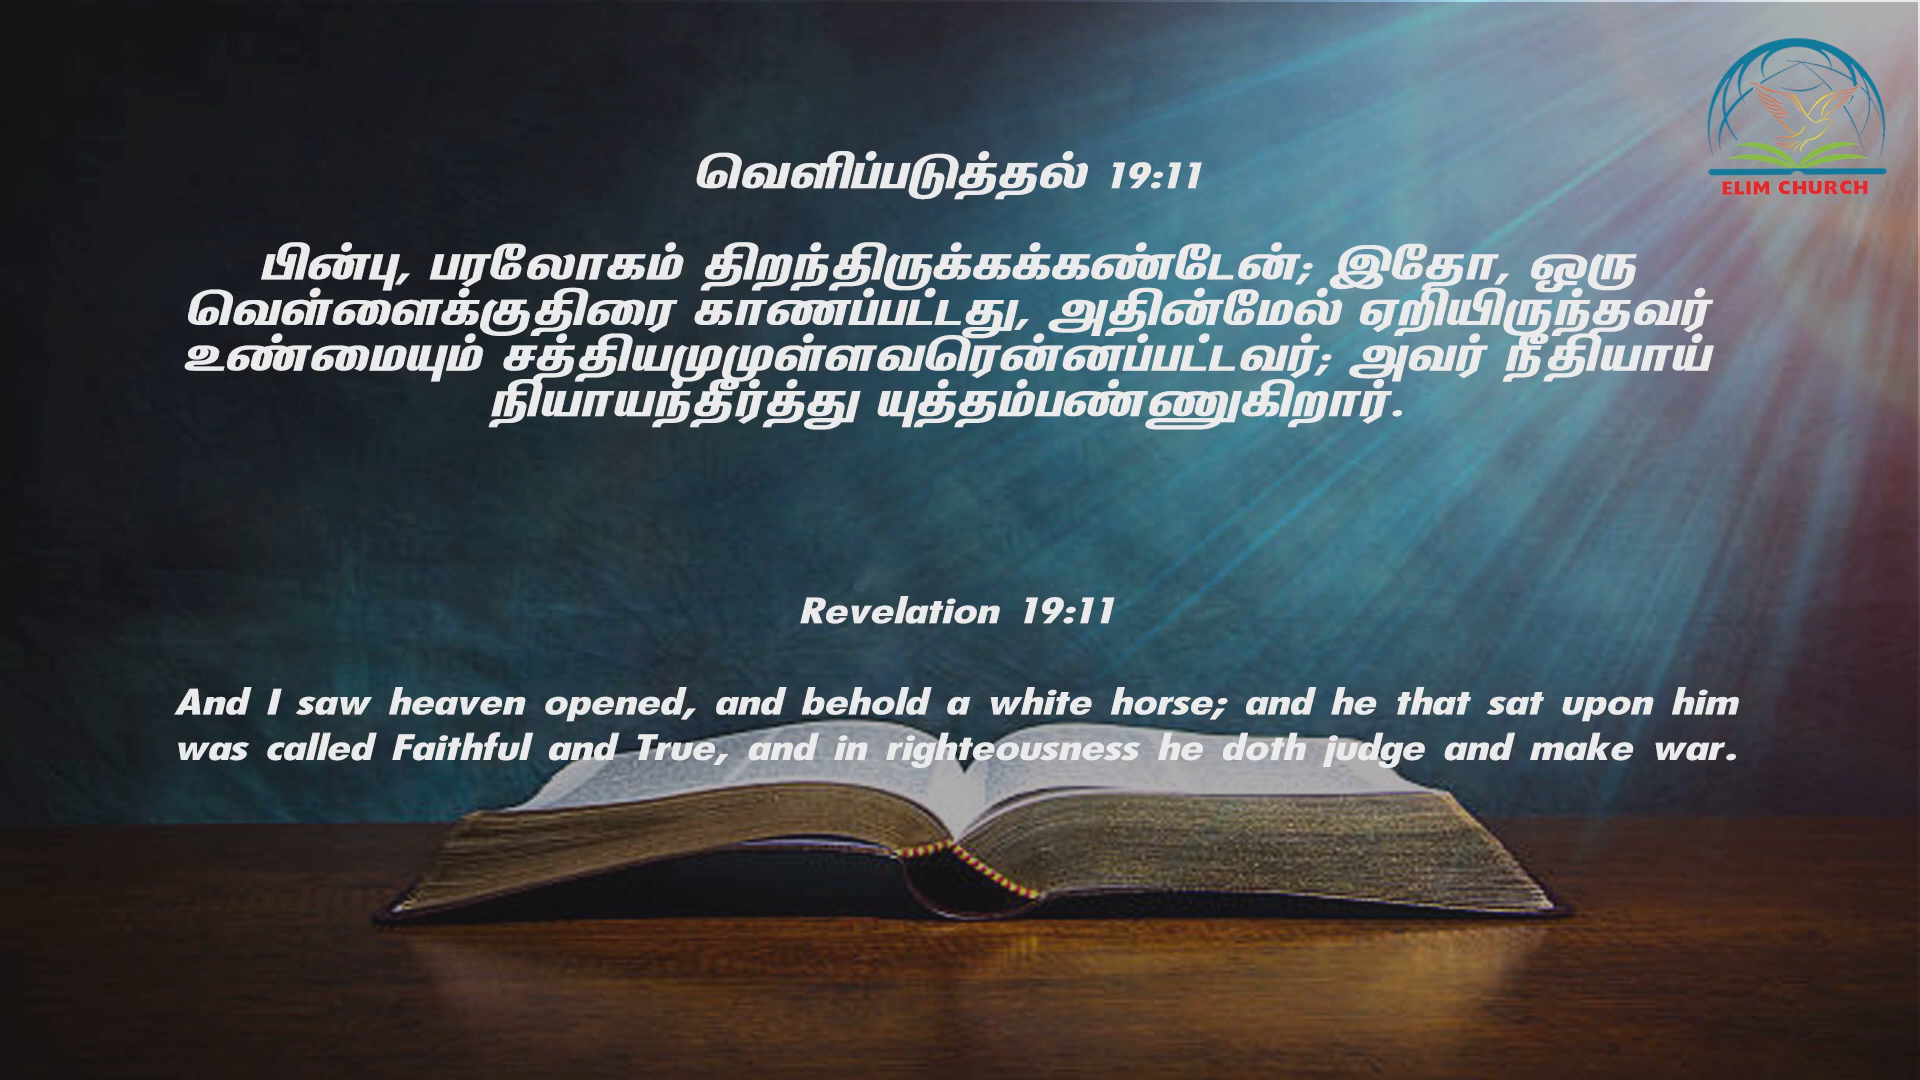 ELIM CHURCH
வெளிப்படுத்தல் 19:11
பின்பு, பரலோகம் திறந்திருக்கக்கண்டேன்; இதோ, ஒரு
வெள்ளைக்குதிரை காணப்பட்டது, அதின்மேல் ஏறியிருந்தவர்
உண்மையும் சத்தியமுமுள்ளவரென்னப்பட்டவர்; அவர் நீதியாய்
நியாயந்தீர்த்து யுத்தம்பண்ணுகிறார்.
Revelation 19:11
And I saw heaven opened, and behold a white horse; and he that sat upon him
was called Faithful and True, and in righteousness he doth judge and make war.